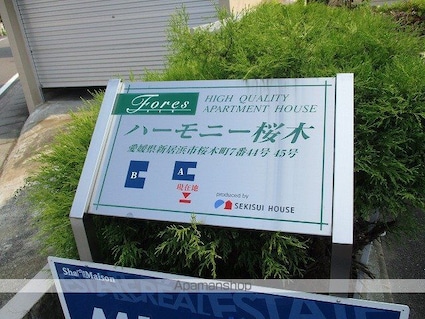 Fores
HIGH QUALITY
APARTMENT HOUSE
ハーモニー桜木
愛媛県新居浜市桜木町7番44号 45号
B
A
現在地
produced by
SEKISUI HOUSE
Sha Maison
REAL ESTATE
Apamanshop